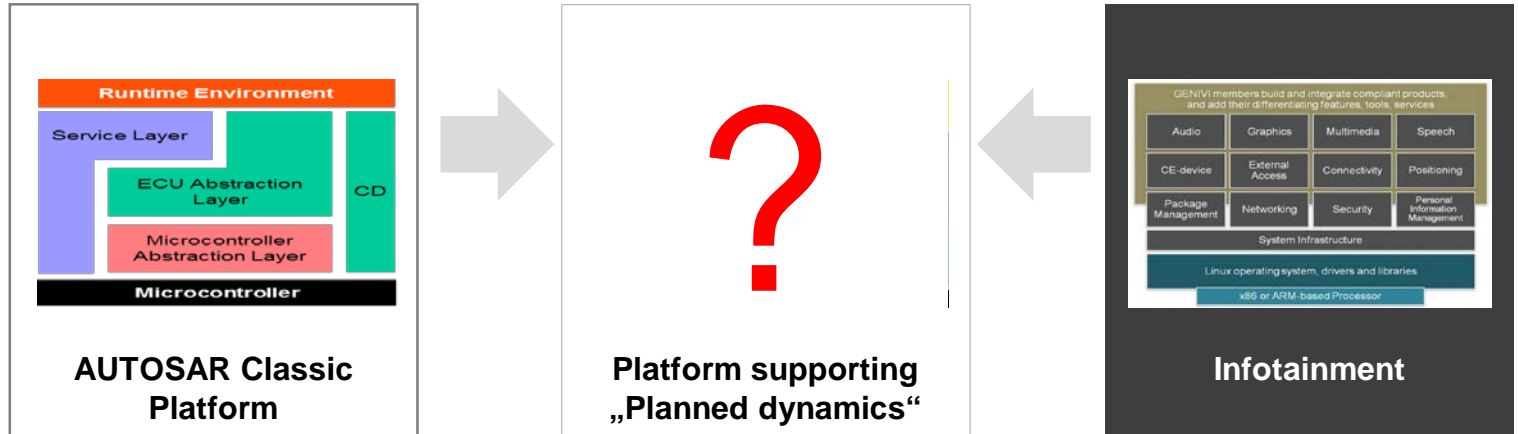 Runtime Environment
Service Layer
ECU Abstraction
Layer
CD
Microcontroller
Abstraction Layer
Microcontroller
AUTOSAR Classic
Platform
?
Platform supporting
„Planned dynamics“
GENIVI members build and integrate compliant products,
and add their differentiating features, tools, services
Audio
Graphics
Multimedia
Speech
CE-device
External
Access
Connectivity
Positioning
Package
Management
Networking
Security
Personal
Information
Management
System Infrastructure
Linux operating system, drivers and libraries
x86 or ARM-based Processor
Infotainment